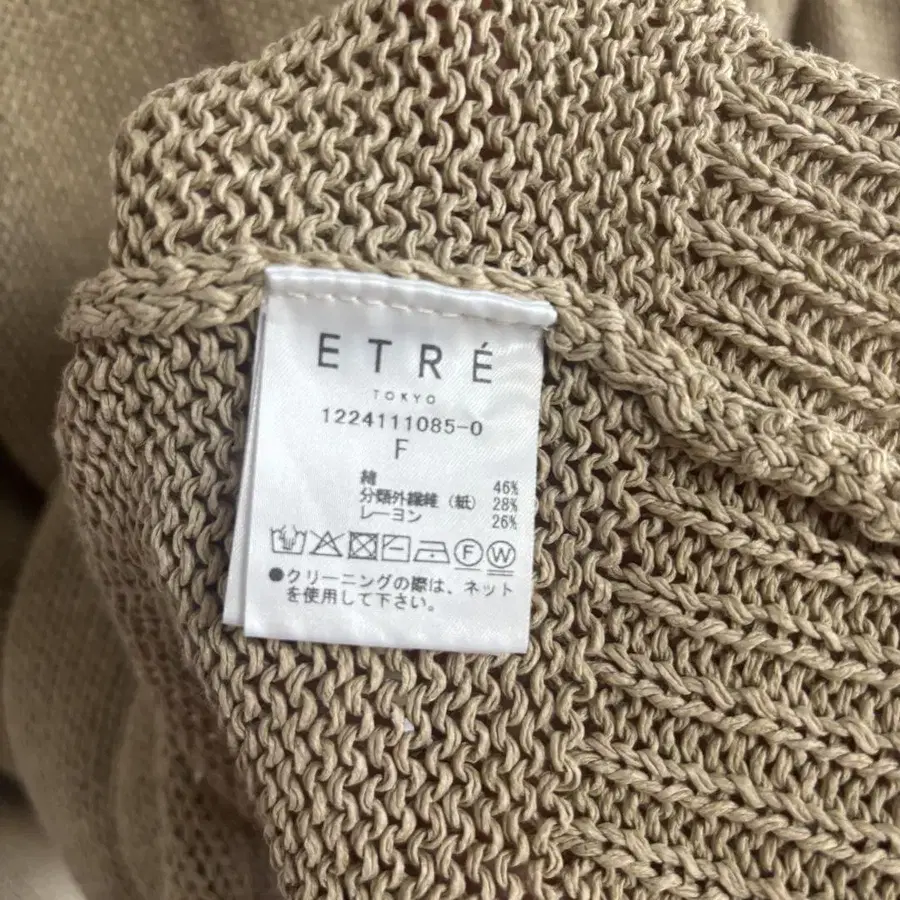 ETRÉ
TOKYO
1224111085-0
F
綿 46%
分類外繊維（紙） 28%
レーヨン 26%
F W
●クリーニングの際は、ネット
を使用して下さい。